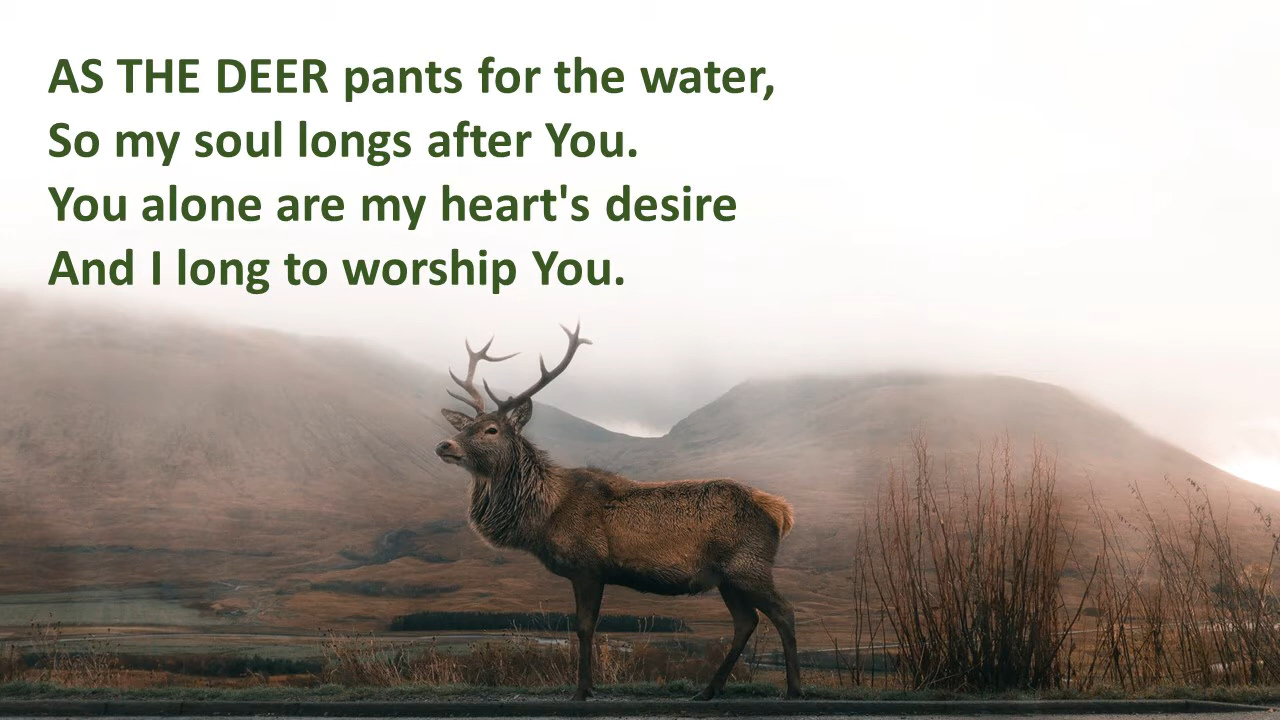 AS THE DEER pants for the water,
So my soul longs after You.
You alone are my heart's desire
And I long to worship You.